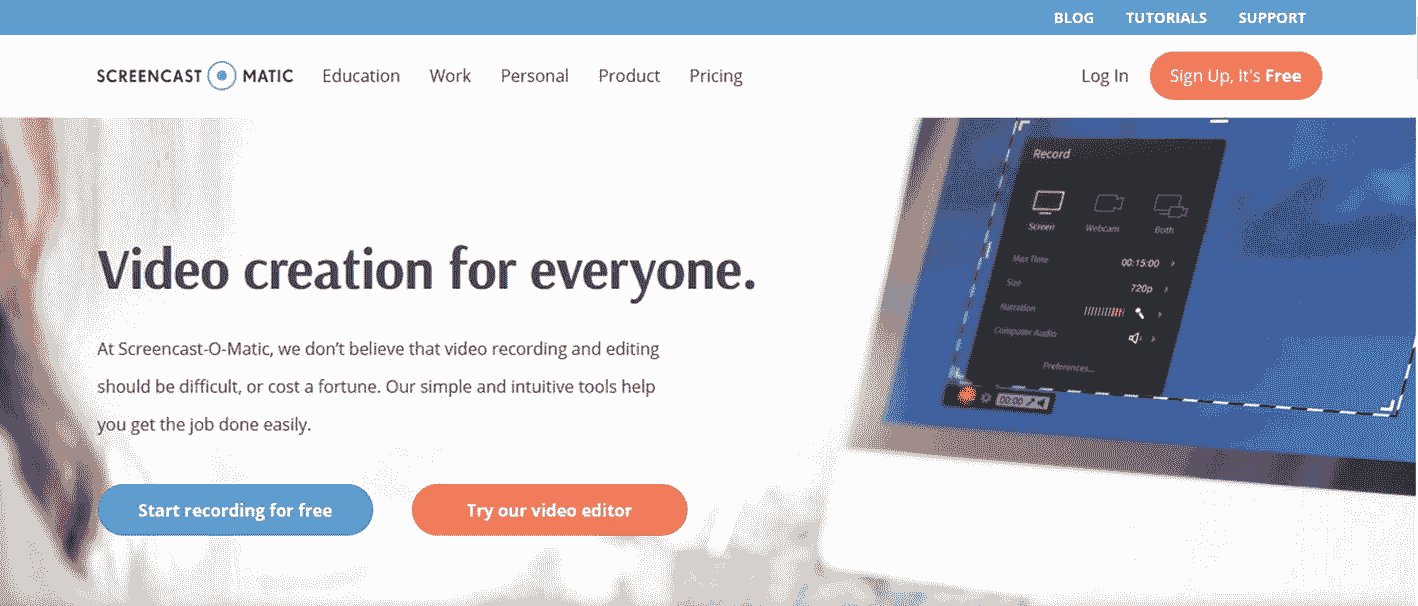 BLOG TUTORIALS SUPPORT
SCREENCAST O MATIC Education Work Personal Product Pricing Log In Sign Up, It's Free
Video creation for everyone.
At Screencast-O-Matic, we don't believe that video recording and editing
should be difficult, or cost a fortune. Our simple and intuitive tools help
you get the job done easily.
Start recording for free Try our video editor
Record
Screen Webcam Both
Max Time 00:15:00
Size 720p
Narration
Computer Audio
Preferences...
00:00